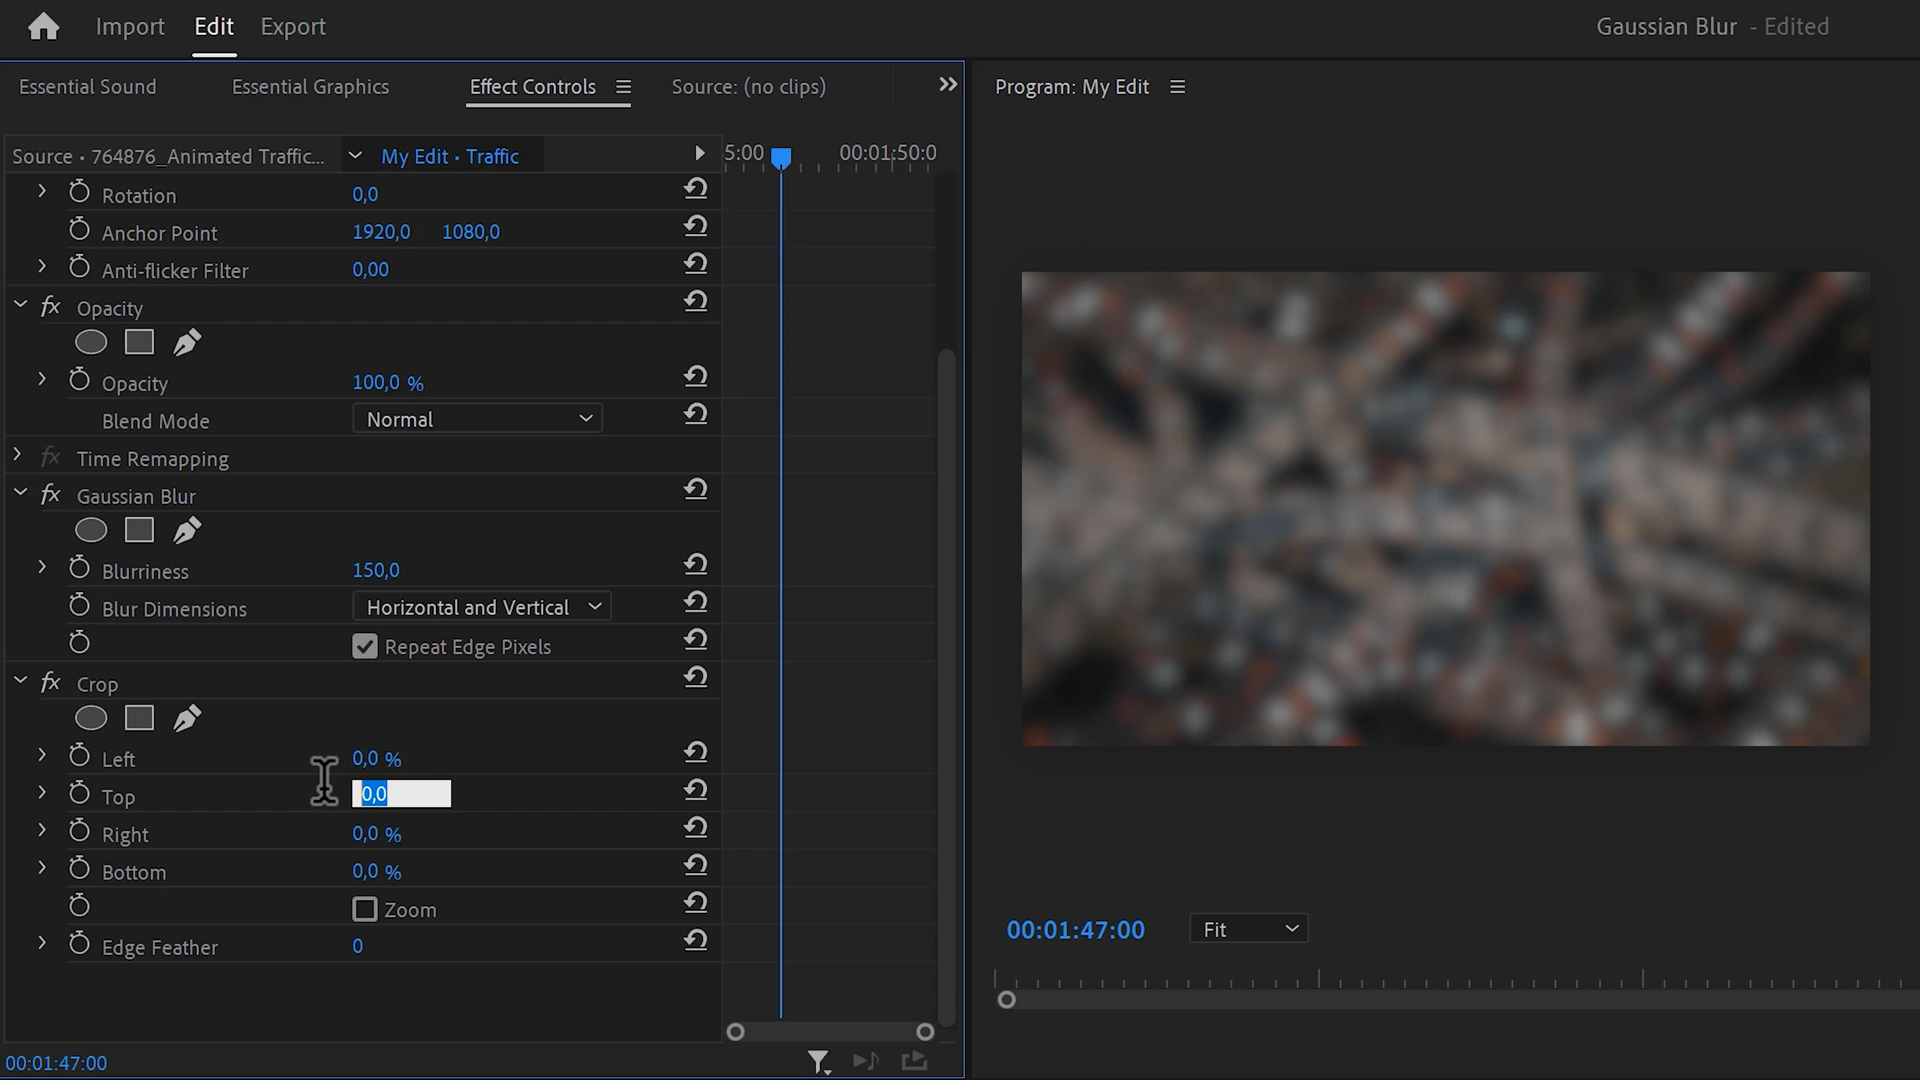 Import Edit Export Gaussian Blur - Edited
Essential Sound Essential Graphics Effect Controls Source: (no clips) Program: My Edit
Source • 764876_Animated Traffic... My Edit • Traffic 5:00 00:01:50:0
Rotation 0,0
Anchor Point 1920,0 1080,0
Anti-flicker Filter 0,00
fx Opacity
Opacity 100,0 %
Blend Mode Normal
fx Time Remapping
fx Gaussian Blur
Blurriness 150,0
Blur Dimensions Horizontal and Vertical
Repeat Edge Pixels
fx Crop
Left 0,0 %
Top 0,0
Right 0,0 %
Bottom 0,0 %
Zoom
Edge Feather 0
00:01:47:00 Fit
00:01:47:00